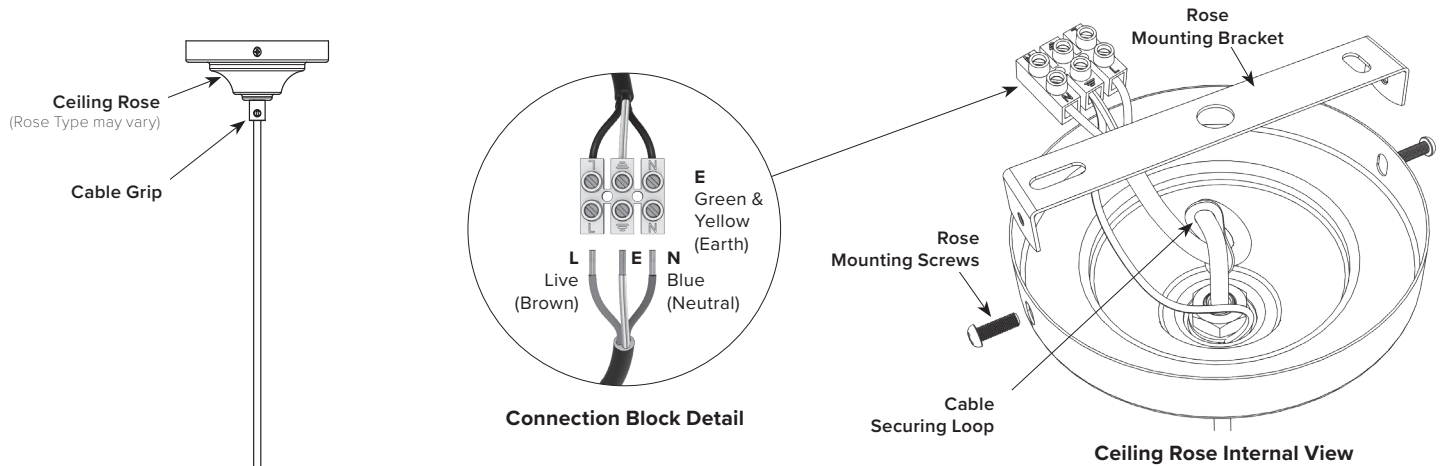 Ceiling Rose
(Rose Type may vary)
Cable Grip
L
N
L
N
E
Green &
Yellow
(Earth)
L
E
N
Live
(Brown)
Blue
(Neutral)
Connection Block Detail
Rose
Mounting Bracket
N
L
Rose
Mounting Screws
Cable
Securing Loop
Ceiling Rose Internal View